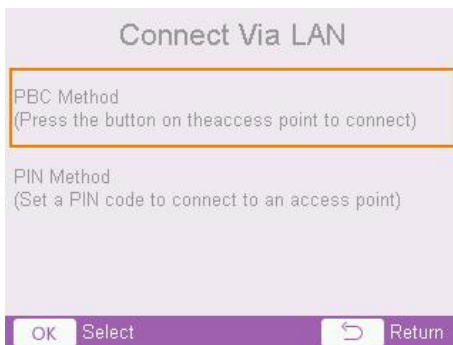 Connect Via LAN
PBC Method
(Press the button on theaccess point to connect)
PIN Method
(Set a PIN code to connect to an access point)
OK Select Return